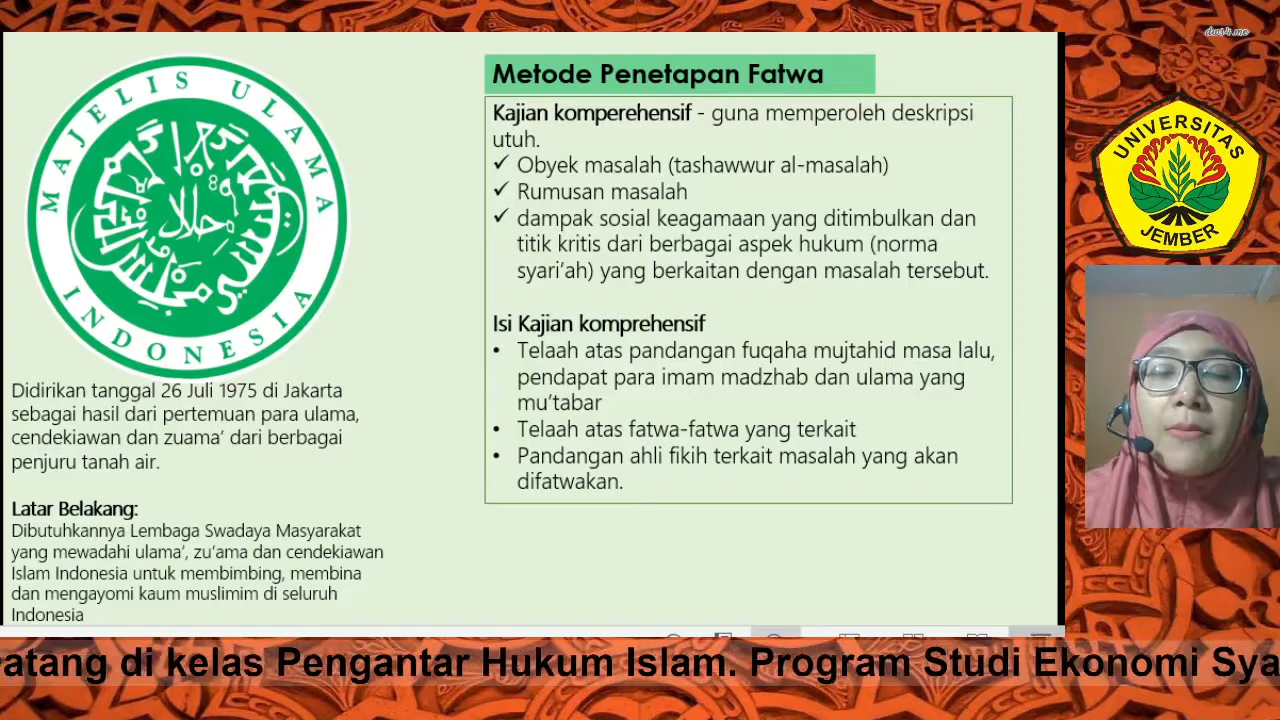 MAJELIS ULAMA
INDONESIA
حلال
Didirikan tanggal 26 Juli 1975 di Jakarta
sebagai hasil dari pertemuan para ulama,
cendekiawan dan zuama’ dari berbagai
penjuru tanah air.
Latar Belakang:
Dibutuhkannya Lembaga Swadaya Masyarakat
yang mewadahi ulama’, zu’ama dan cendekiawan
Islam Indonesia untuk membimbing, membina
dan mengayomi kaum muslimim di seluruh
Indonesia
Metode Penetapan Fatwa
Kajian komperehensif - guna memperoleh deskripsi
utuh.
✓ Obyek masalah (tashawwur al-masalah)
✓ Rumusan masalah
✓ dampak sosial keagamaan yang ditimbulkan dan
titik kritis dari berbagai aspek hukum (norma
syari’ah) yang berkaitan dengan masalah tersebut.
Isi Kajian komprehensif
• Telaah atas pandangan fuqaha mujtahid masa lalu,
pendapat para imam madzhab dan ulama yang
mu’tabar
• Telaah atas fatwa-fatwa yang terkait
• Pandangan ahli fikih terkait masalah yang akan
difatwakan.
UNIVERSITAS
JEMBER
atang di kelas Pengantar Hukum Islam. Program Studi Ekonomi Sya